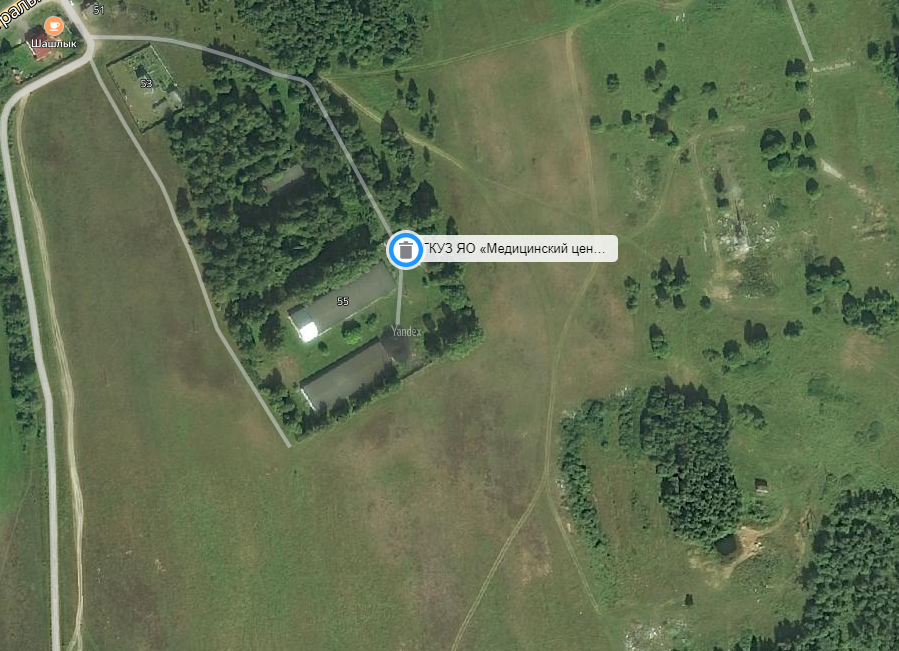 51
Шашлык
53
ГКУЗ ЯО «Медицинский цен...
55
Yandex